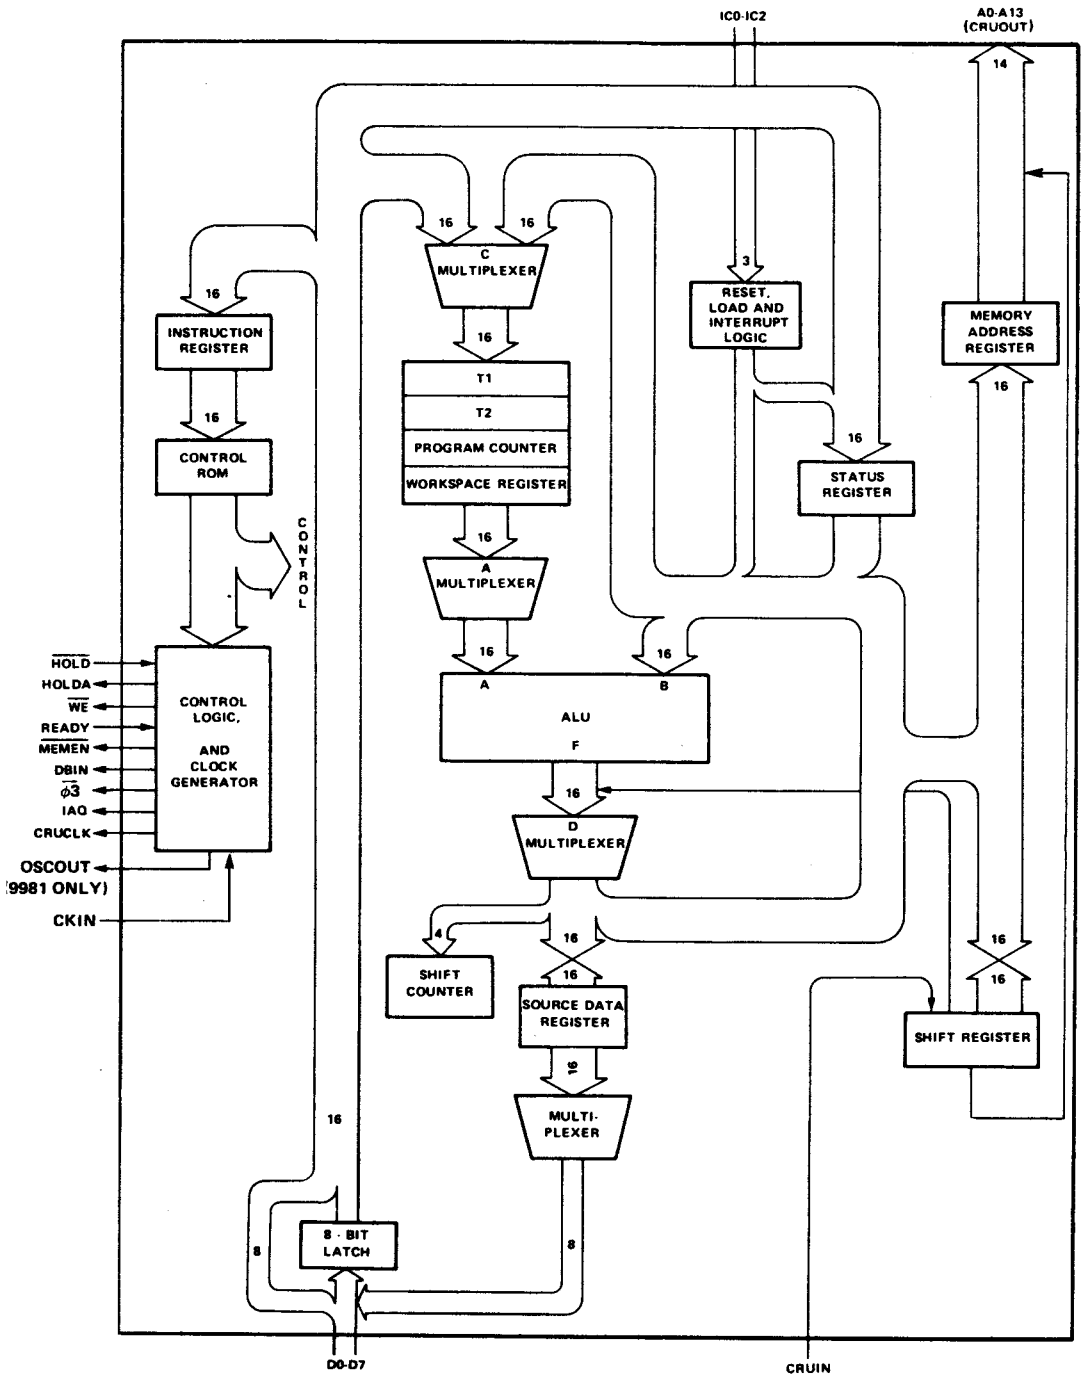 IC0-IC2
A0-A13
(CRUOUT)
14
16
16
C
MULTIPLEXER
3
RESET,
LOAD AND
INTERRUPT
LOGIC
16
INSTRUCTION
REGISTER
MEMORY
ADDRESS
REGISTER
16
16
T1
T2
PROGRAM COUNTER
WORKSPACE REGISTER
16
CONTROL
ROM
16
STATUS
REGISTER
CONTROL
16
A
MULTIPLEXER
16
16
A
B
ALU
F
HOLD
HOLDA
WE
READY
MEMEN
DBIN
φ3
IAQ
CRUCLK
OSCOUT
(9981 ONLY)
CKIN
CONTROL
LOGIC,
AND
CLOCK
GENERATOR
16
D
MULTIPLEXER
4
SHIFT
COUNTER
16
16
SOURCE DATA
REGISTER
16
16
SHIFT REGISTER
16
MULTI-
PLEXER
16
8
8 - BIT
LATCH
8
D0-D7
CRUIN